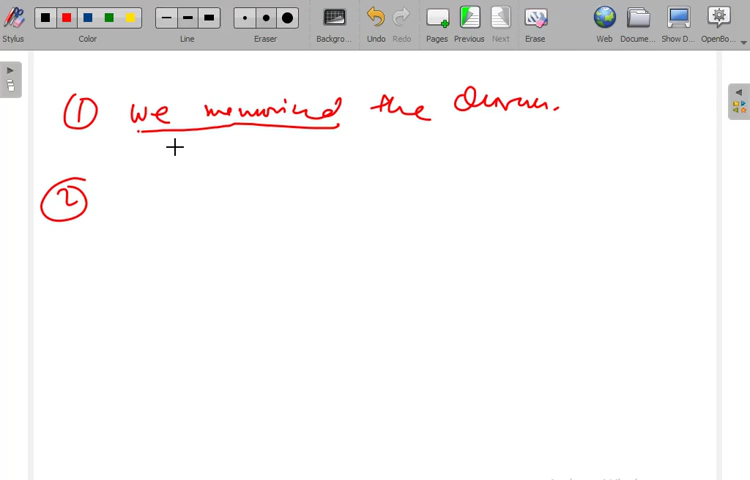 Stylus Color Line Eraser Backgro... Undo Redo Pages Previous Next Erase Web Docume... Show D... OpenBo...
① we memorized the
②